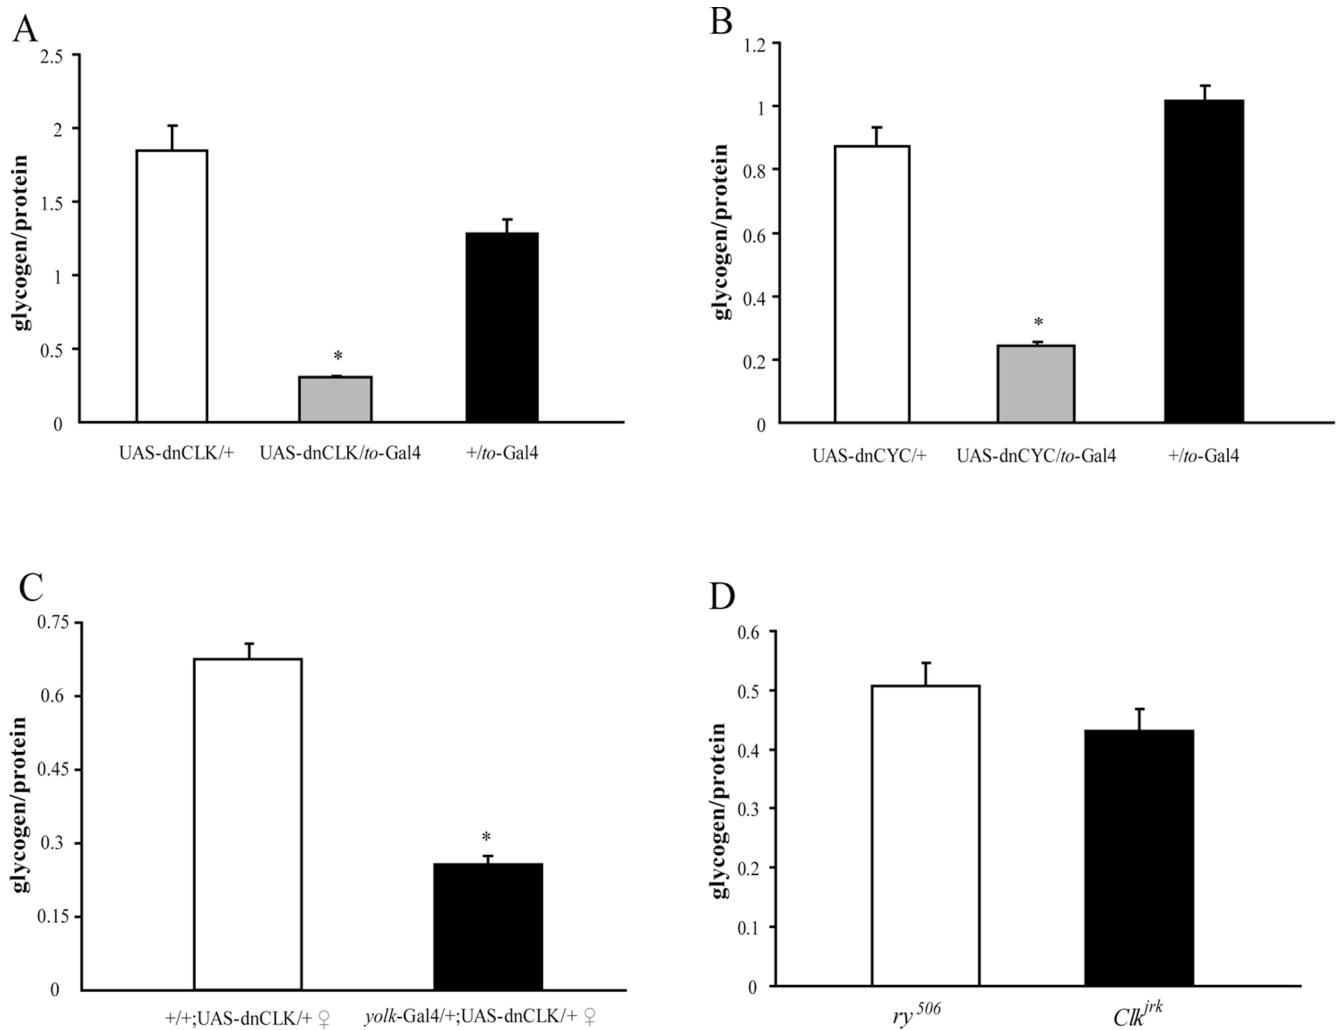 A
glycogen/protein
2.5
2
1.5
1
0.5
0
*
UAS-dnCLK/+ UAS-dnCLK/to-Gal4 +/to-Gal4
B
glycogen/protein
1.2
1
0.8
0.6
0.4
0.2
0
*
UAS-dnCYC/+ UAS-dnCYC/to-Gal4 +/to-Gal4
C
glycogen/protein
0.75
0.6
0.45
0.3
0.15
0
*
+/+;UAS-dnCLK/+ ♀ yolk-Gal4/+;UAS-dnCLK/+ ♀
D
glycogen/protein
0.6
0.5
0.4
0.3
0.2
0.1
0
ry506 Clkjrk